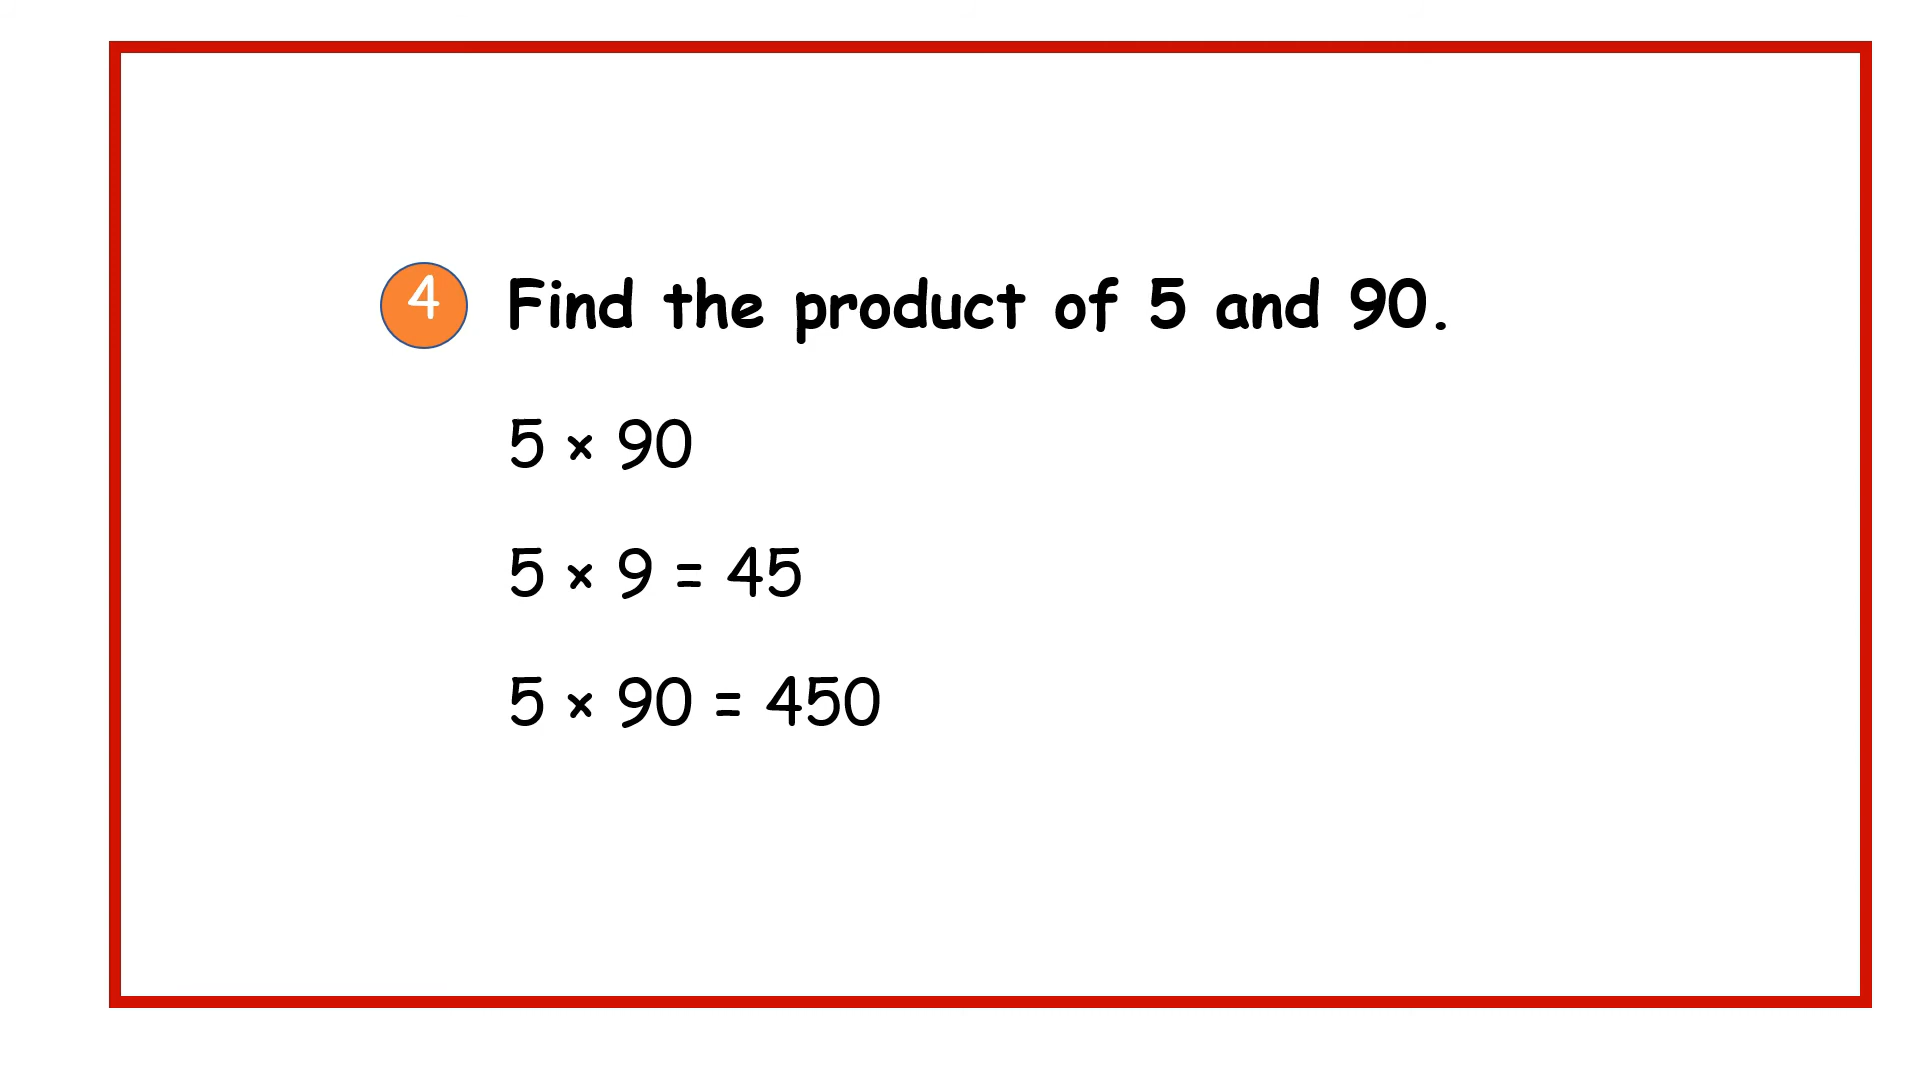 4 Find the product of 5 and 90.
5 × 90
5 × 9 = 45
5 × 90 = 450